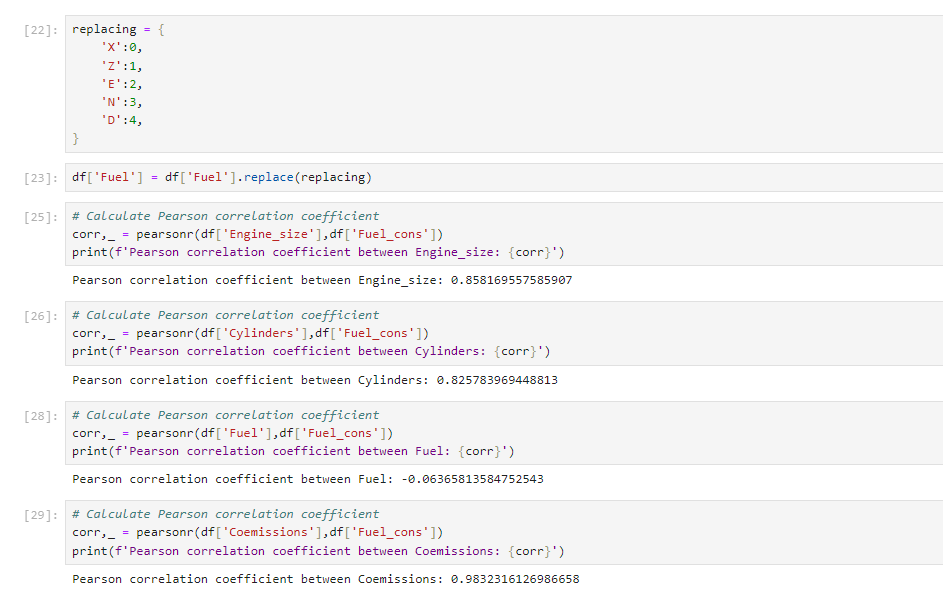 [22]: replacing = {
'X':0,
'Z':1,
'E':2,
'N':3,
'D':4,
}
[23]: df['Fuel'] = df['Fuel'].replace(replacing)
[25]: # Calculate Pearson correlation coefficient
corr,_ = pearsonr(df['Engine_size'],df['Fuel_cons'])
print(f'Pearson correlation coefficient between Engine_size: {corr}')
Pearson correlation coefficient between Engine_size: 0.858169557585907
[26]: # Calculate Pearson correlation coefficient
corr,_ = pearsonr(df['Cylinders'],df['Fuel_cons'])
print(f'Pearson correlation coefficient between Cylinders: {corr}')
Pearson correlation coefficient between Cylinders: 0.825783969448813
[28]: # Calculate Pearson correlation coefficient
corr,_ = pearsonr(df['Fuel'],df['Fuel_cons'])
print(f'Pearson correlation coefficient between Fuel: {corr}')
Pearson correlation coefficient between Fuel: -0.06365813584752543
[29]: # Calculate Pearson correlation coefficient
corr,_ = pearsonr(df['Coemissions'],df['Fuel_cons'])
print(f'Pearson correlation coefficient between Coemissions: {corr}')
Pearson correlation coefficient between Coemissions: 0.9832316126986658